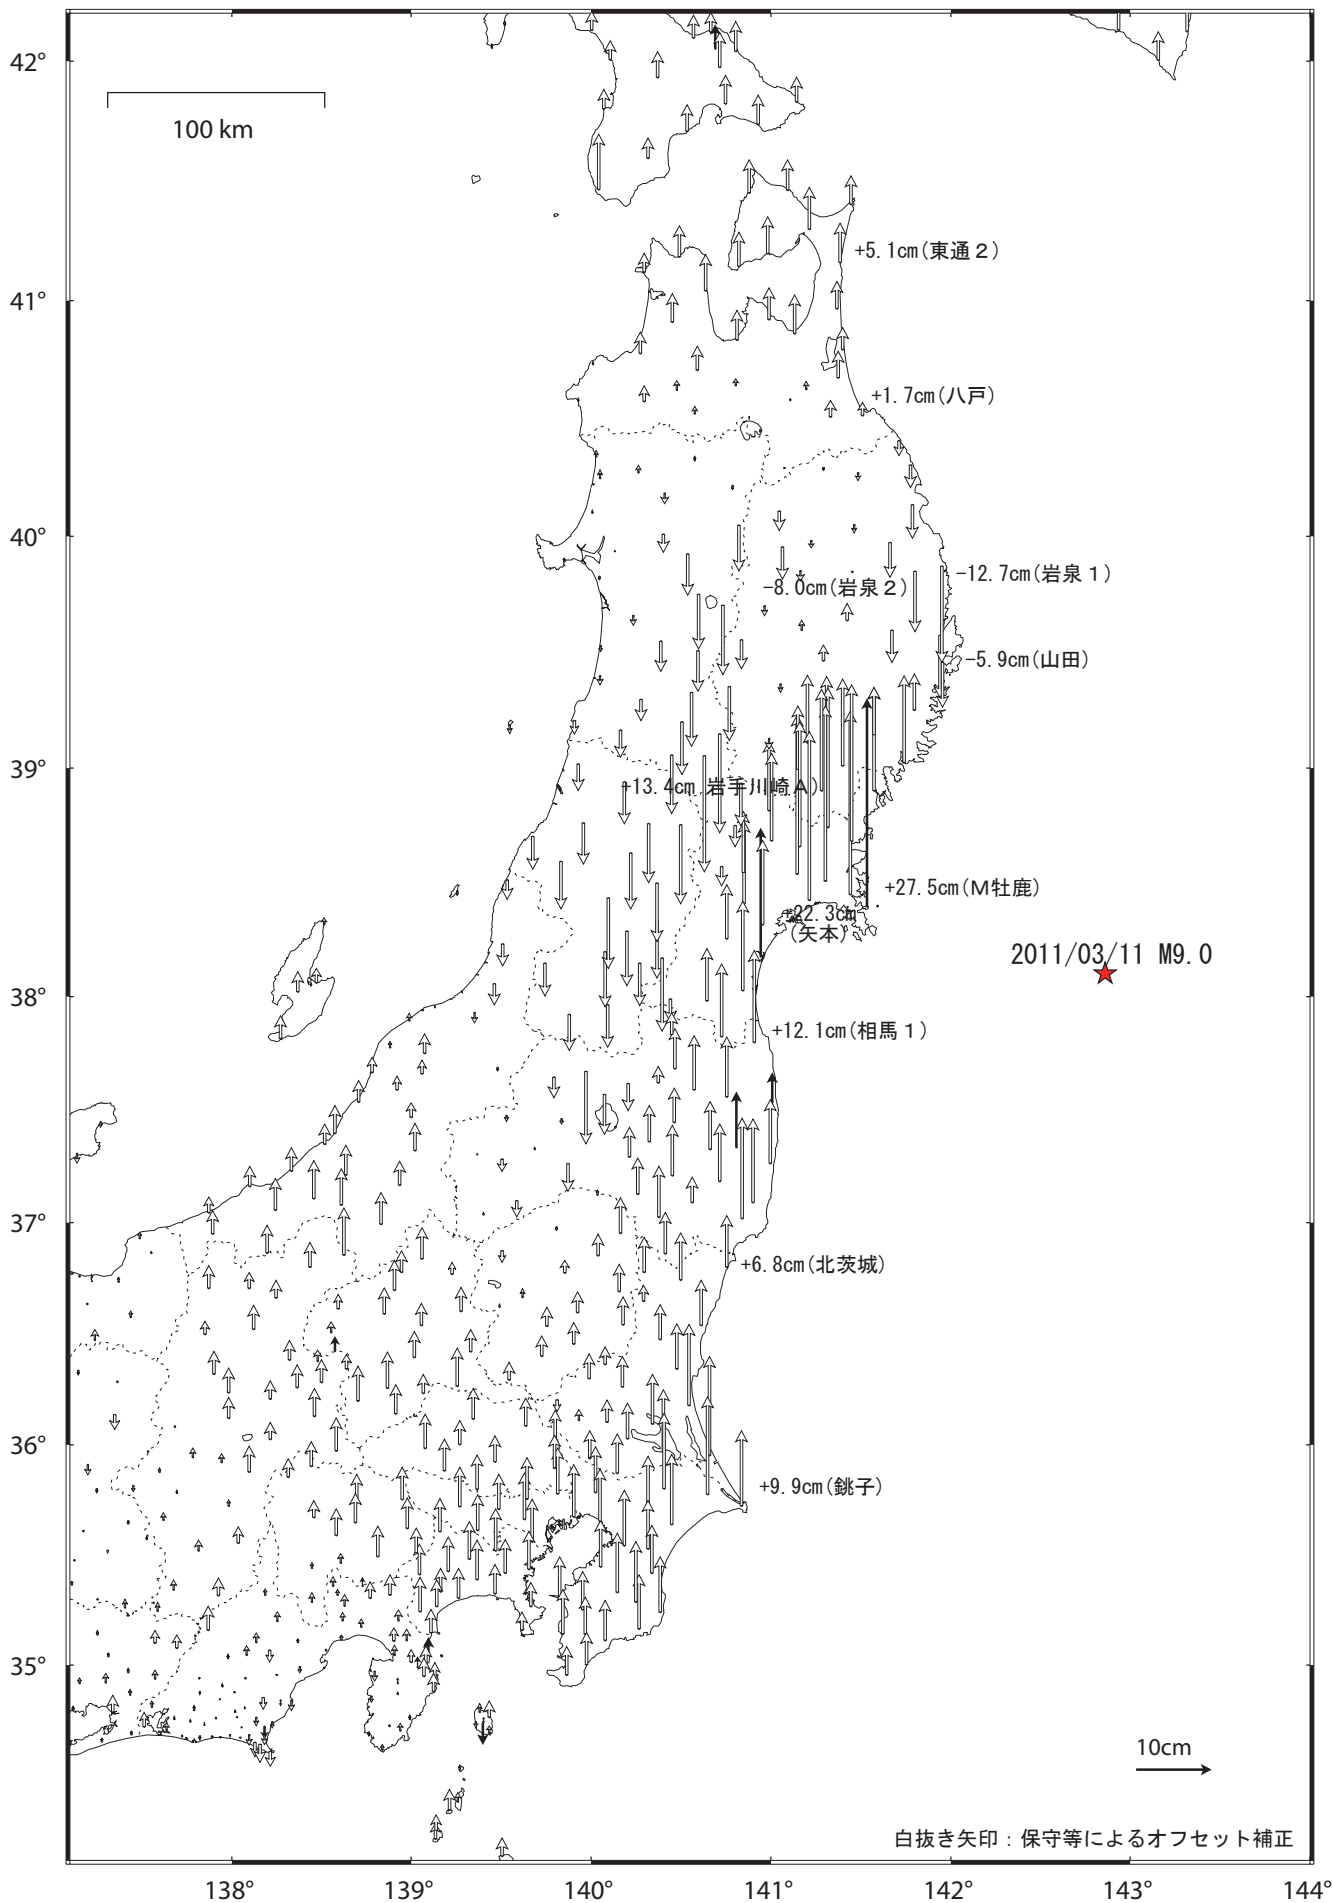 42°
100 km
+5.1cm(東通2)
41°
+1.7cm(八戸)
40°
-12.7cm(岩泉1)
-8.0cm(岩泉2)
-5.9cm(山田)
39°
+13.4cm 岩手川崎A)
+27.5cm(M牡鹿)
+22.3cm
(矢本)
2011/03/11 M9.0
38°
+12.1cm(相馬1)
37°
+6.8cm(北茨城)
36°
+9.9cm(銚子)
35°
10cm
白抜き矢印:保守等によるオフセット補正
138° 139° 140° 141° 142° 143° 144°